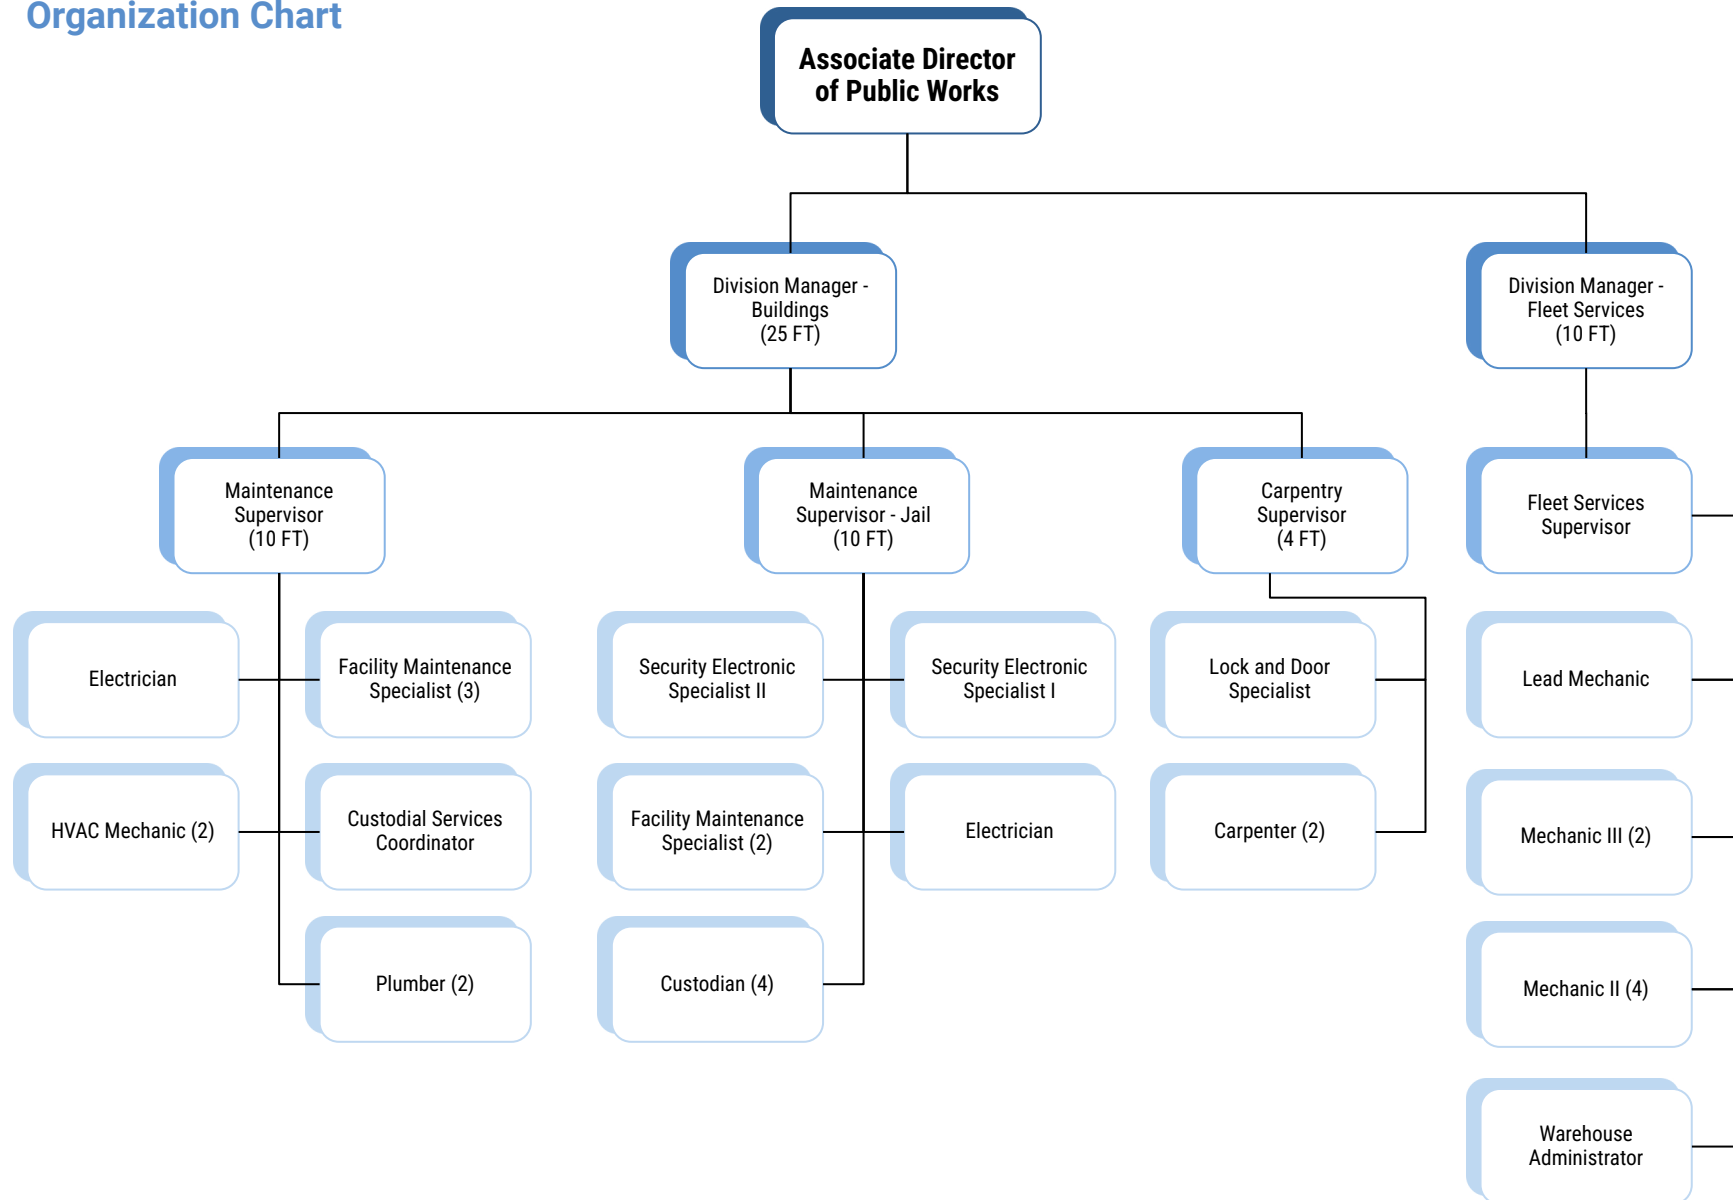 Organization Chart
Associate Director
of Public Works
Division Manager -
Buildings
(25 FT)
Division Manager -
Fleet Services
(10 FT)
Maintenance
Supervisor
(10 FT)
Maintenance
Supervisor - Jail
(10 FT)
Carpentry
Supervisor
(4 FT)
Fleet Services
Supervisor
Electrician
Facility Maintenance
Specialist (3)
Security Electronic
Specialist II
Security Electronic
Specialist I
Lock and Door
Specialist
Lead Mechanic
HVAC Mechanic (2)
Custodial Services
Coordinator
Facility Maintenance
Specialist (2)
Electrician
Carpenter (2)
Mechanic III (2)
Plumber (2)
Custodian (4)
Mechanic II (4)
Warehouse
Administrator